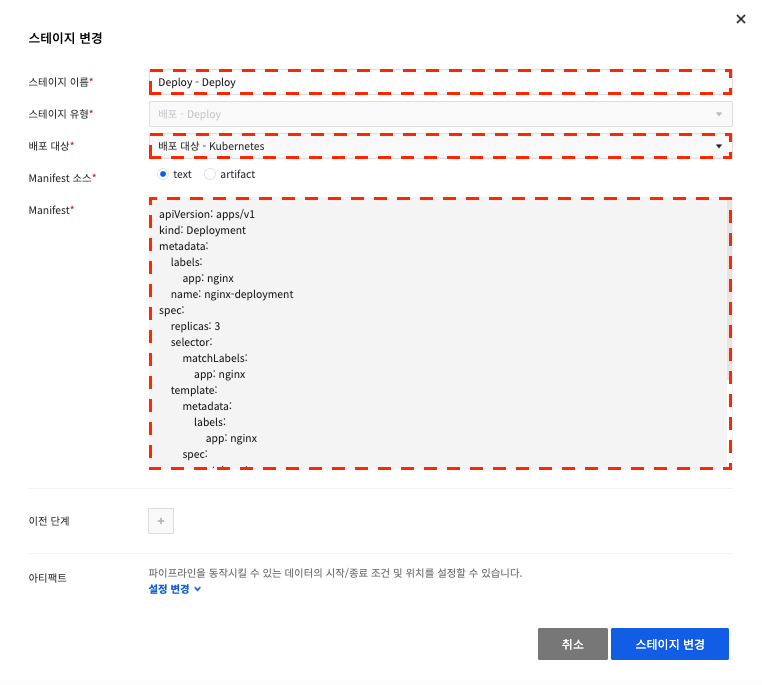 스테이지 변경
스테이지 이름* Deploy - Deploy
스테이지 유형* 배포 - Deploy
배포 대상* 배포 대상 - Kubernetes
Manifest 소스* text artifact
Manifest* apiVersion: apps/v1
kind: Deployment
metadata:
labels:
app: nginx
name: nginx-deployment
spec:
replicas: 3
selector:
matchLabels:
app: nginx
template:
metadata:
labels:
app: nginx
spec:
이전 단계 +
아티팩트 파이프라인을 동작시킬 수 있는 데이터의 시작/종료 조건 및 위치를 설정할 수 있습니다.
설정 변경
취소 스테이지 변경